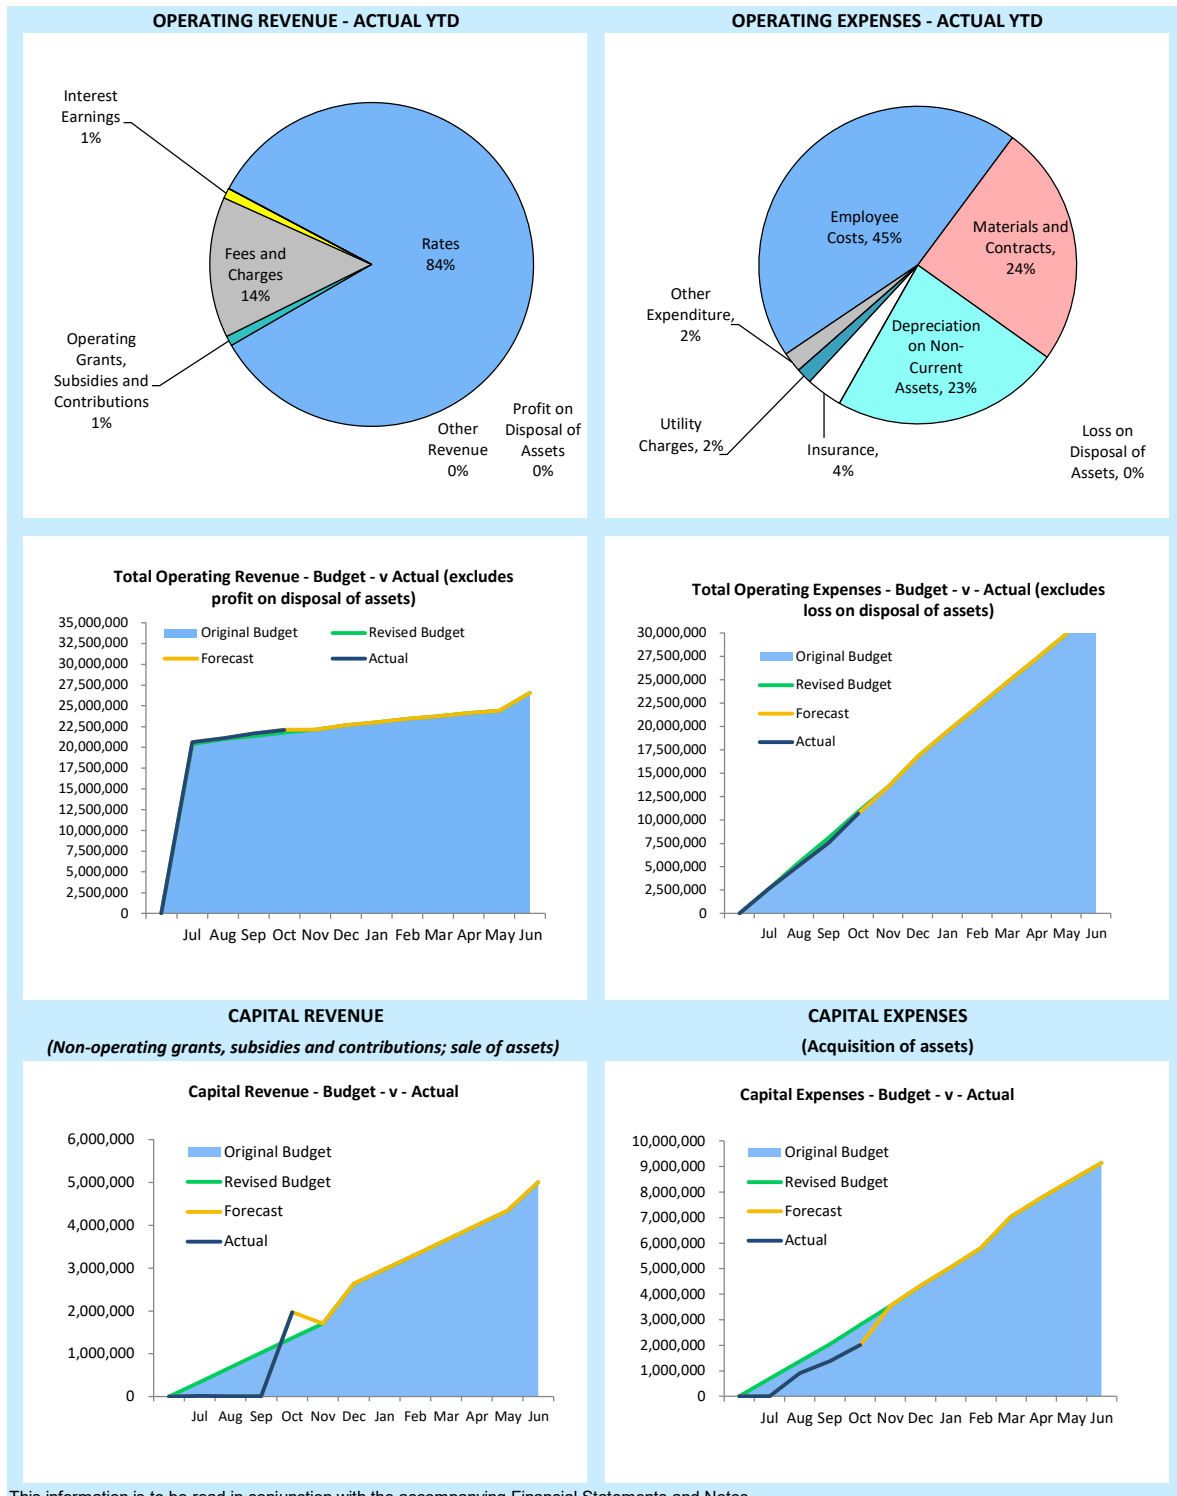 OPERATING REVENUE - ACTUAL YTD
OPERATING EXPENSES - ACTUAL YTD
Interest
Earnings
1%
Rates
84%
Fees and
Charges
14%
Operating
Grants,
Subsidies and
Contributions
1%
Other
Revenue
0%
Profit on
Disposal of
Assets
0%
Employee
Costs, 45%
Materials and
Contracts,
24%
Other
Expenditure,
2%
Depreciation
on Non-
Current
Assets, 23%
Utility
Charges, 2%
Insurance,
4%
Loss on
Disposal of
Assets, 0%
Total Operating Revenue - Budget - v Actual (excludes
profit on disposal of assets)
35,000,000
32,500,000
30,000,000
27,500,000
25,000,000
22,500,000
20,000,000
17,500,000
15,000,000
12,500,000
10,000,000
7,500,000
5,000,000
2,500,000
0
Original Budget
Revised Budget
Forecast
Actual
Jul Aug Sep Oct Nov Dec Jan Feb Mar Apr May Jun
Total Operating Expenses - Budget - v - Actual (excludes
loss on disposal of assets)
30,000,000
27,500,000
25,000,000
22,500,000
20,000,000
17,500,000
15,000,000
12,500,000
10,000,000
7,500,000
5,000,000
2,500,000
0
Original Budget
Revised Budget
Forecast
Actual
Jul Aug Sep Oct Nov Dec Jan Feb Mar Apr May Jun
CAPITAL REVENUE
(Non-operating grants, subsidies and contributions; sale of assets)
CAPITAL EXPENSES
(Acquisition of assets)
Capital Revenue - Budget - v - Actual
6,000,000
5,000,000
4,000,000
3,000,000
2,000,000
1,000,000
0
Original Budget
Revised Budget
Forecast
Actual
Jul Aug Sep Oct Nov Dec Jan Feb Mar Apr May Jun
Capital Expenses - Budget - v - Actual
10,000,000
9,000,000
8,000,000
7,000,000
6,000,000
5,000,000
4,000,000
3,000,000
2,000,000
1,000,000
0
Original Budget
Revised Budget
Forecast
Actual
Jul Aug Sep Oct Nov Dec Jan Feb Mar Apr May Jun
This information is to be read in conjunction with the accompanying Financial Statements and Notes